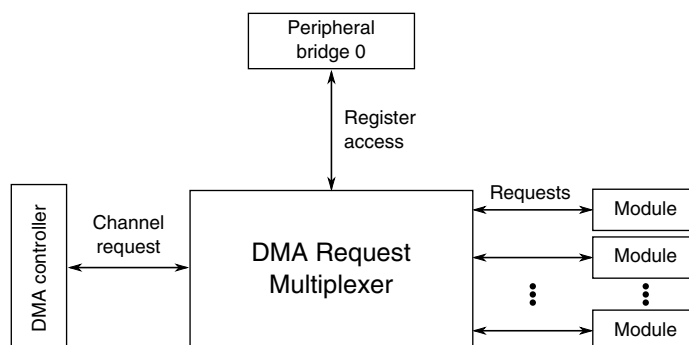 Peripheral
bridge 0
Register
access
Requests
Module
Channel
request
DMA controller
DMA Request
Multiplexer
Module
Module